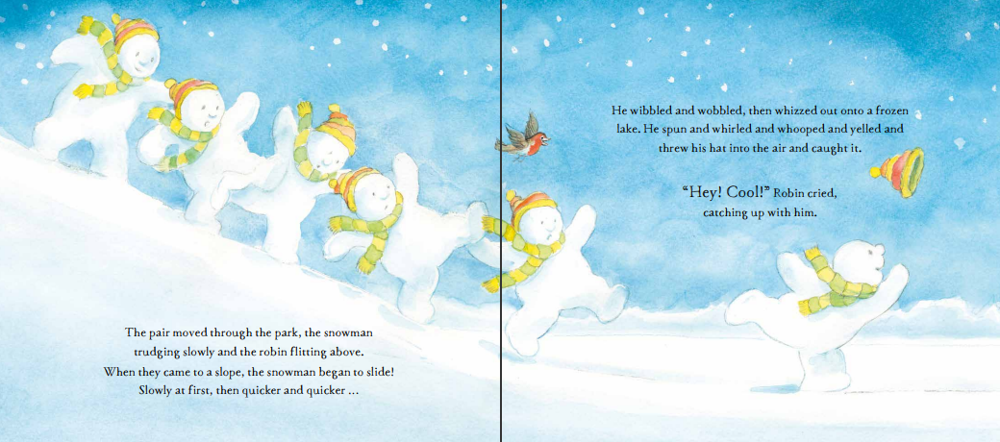 The pair moved through the park, the snowman
trudging slowly and the robin flitting above.
When they came to a slope, the snowman began to slide!
Slowly at first, then quicker and quicker ...
He wibbled and wobbled, then whizzed out onto a frozen
lake. He spun and whirled and whooped and yelled and
threw his hat into the air and caught it.
“Hey! Cool!” Robin cried,
catching up with him.